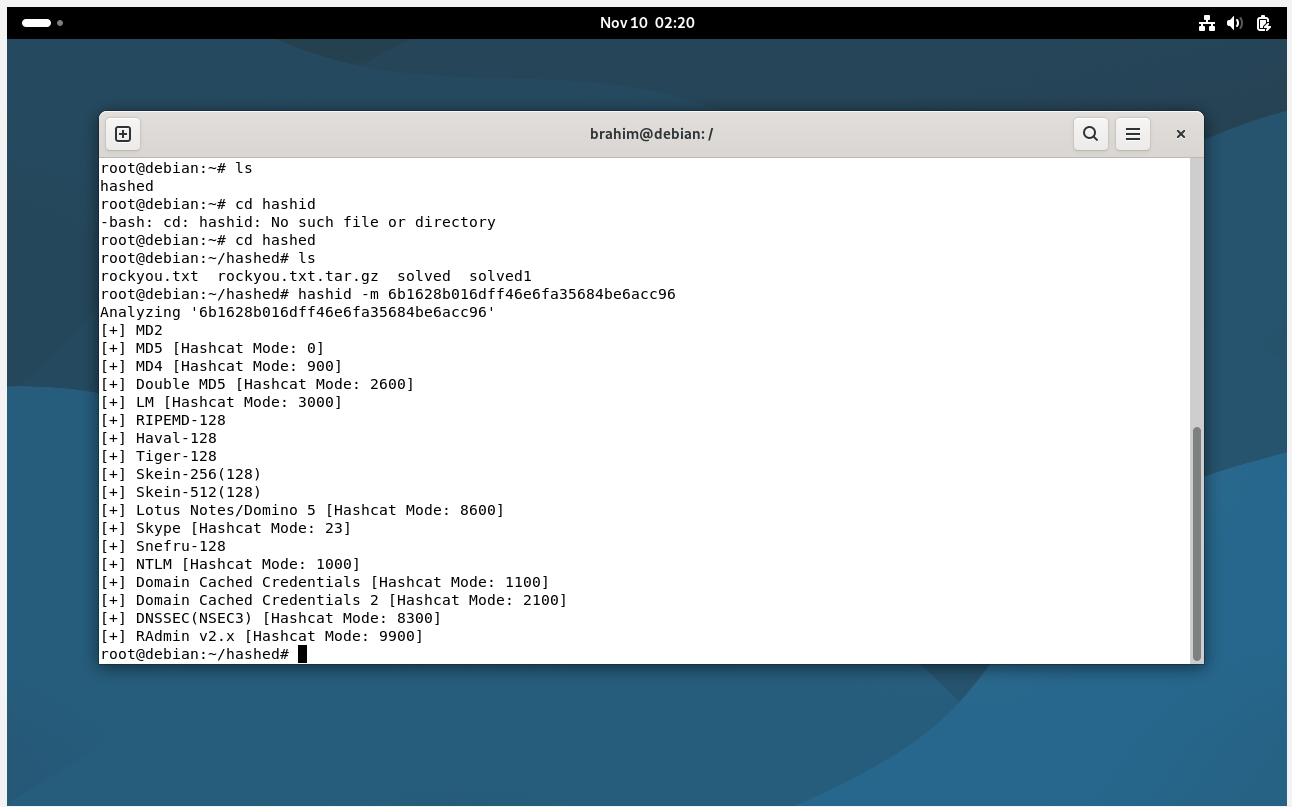 Nov 10 02:20
brahim@debian: /
root@debian:~# ls
hashed
root@debian:~# cd hashid
-bash: cd: hashid: No such file or directory
root@debian:~# cd hashed
root@debian:~/hashed# ls
rockyou.txt  rockyou.txt.tar.gz  solved  solved1
root@debian:~/hashed# hashid -m 6b1628b016dff46e6fa35684be6acc96
Analyzing '6b1628b016dff46e6fa35684be6acc96'
[+] MD2
[+] MD5 [Hashcat Mode: 0]
[+] MD4 [Hashcat Mode: 900]
[+] Double MD5 [Hashcat Mode: 2600]
[+] LM [Hashcat Mode: 3000]
[+] RIPEMD-128
[+] Haval-128
[+] Tiger-128
[+] Skein-256(128)
[+] Skein-512(128)
[+] Lotus Notes/Domino 5 [Hashcat Mode: 8600]
[+] Skype [Hashcat Mode: 23]
[+] Snefru-128
[+] NTLM [Hashcat Mode: 1000]
[+] Domain Cached Credentials [Hashcat Mode: 1100]
[+] Domain Cached Credentials 2 [Hashcat Mode: 2100]
[+] DNSSEC(NSEC3) [Hashcat Mode: 8300]
[+] RAdmin v2.x [Hashcat Mode: 9900]
root@debian:~/hashed#